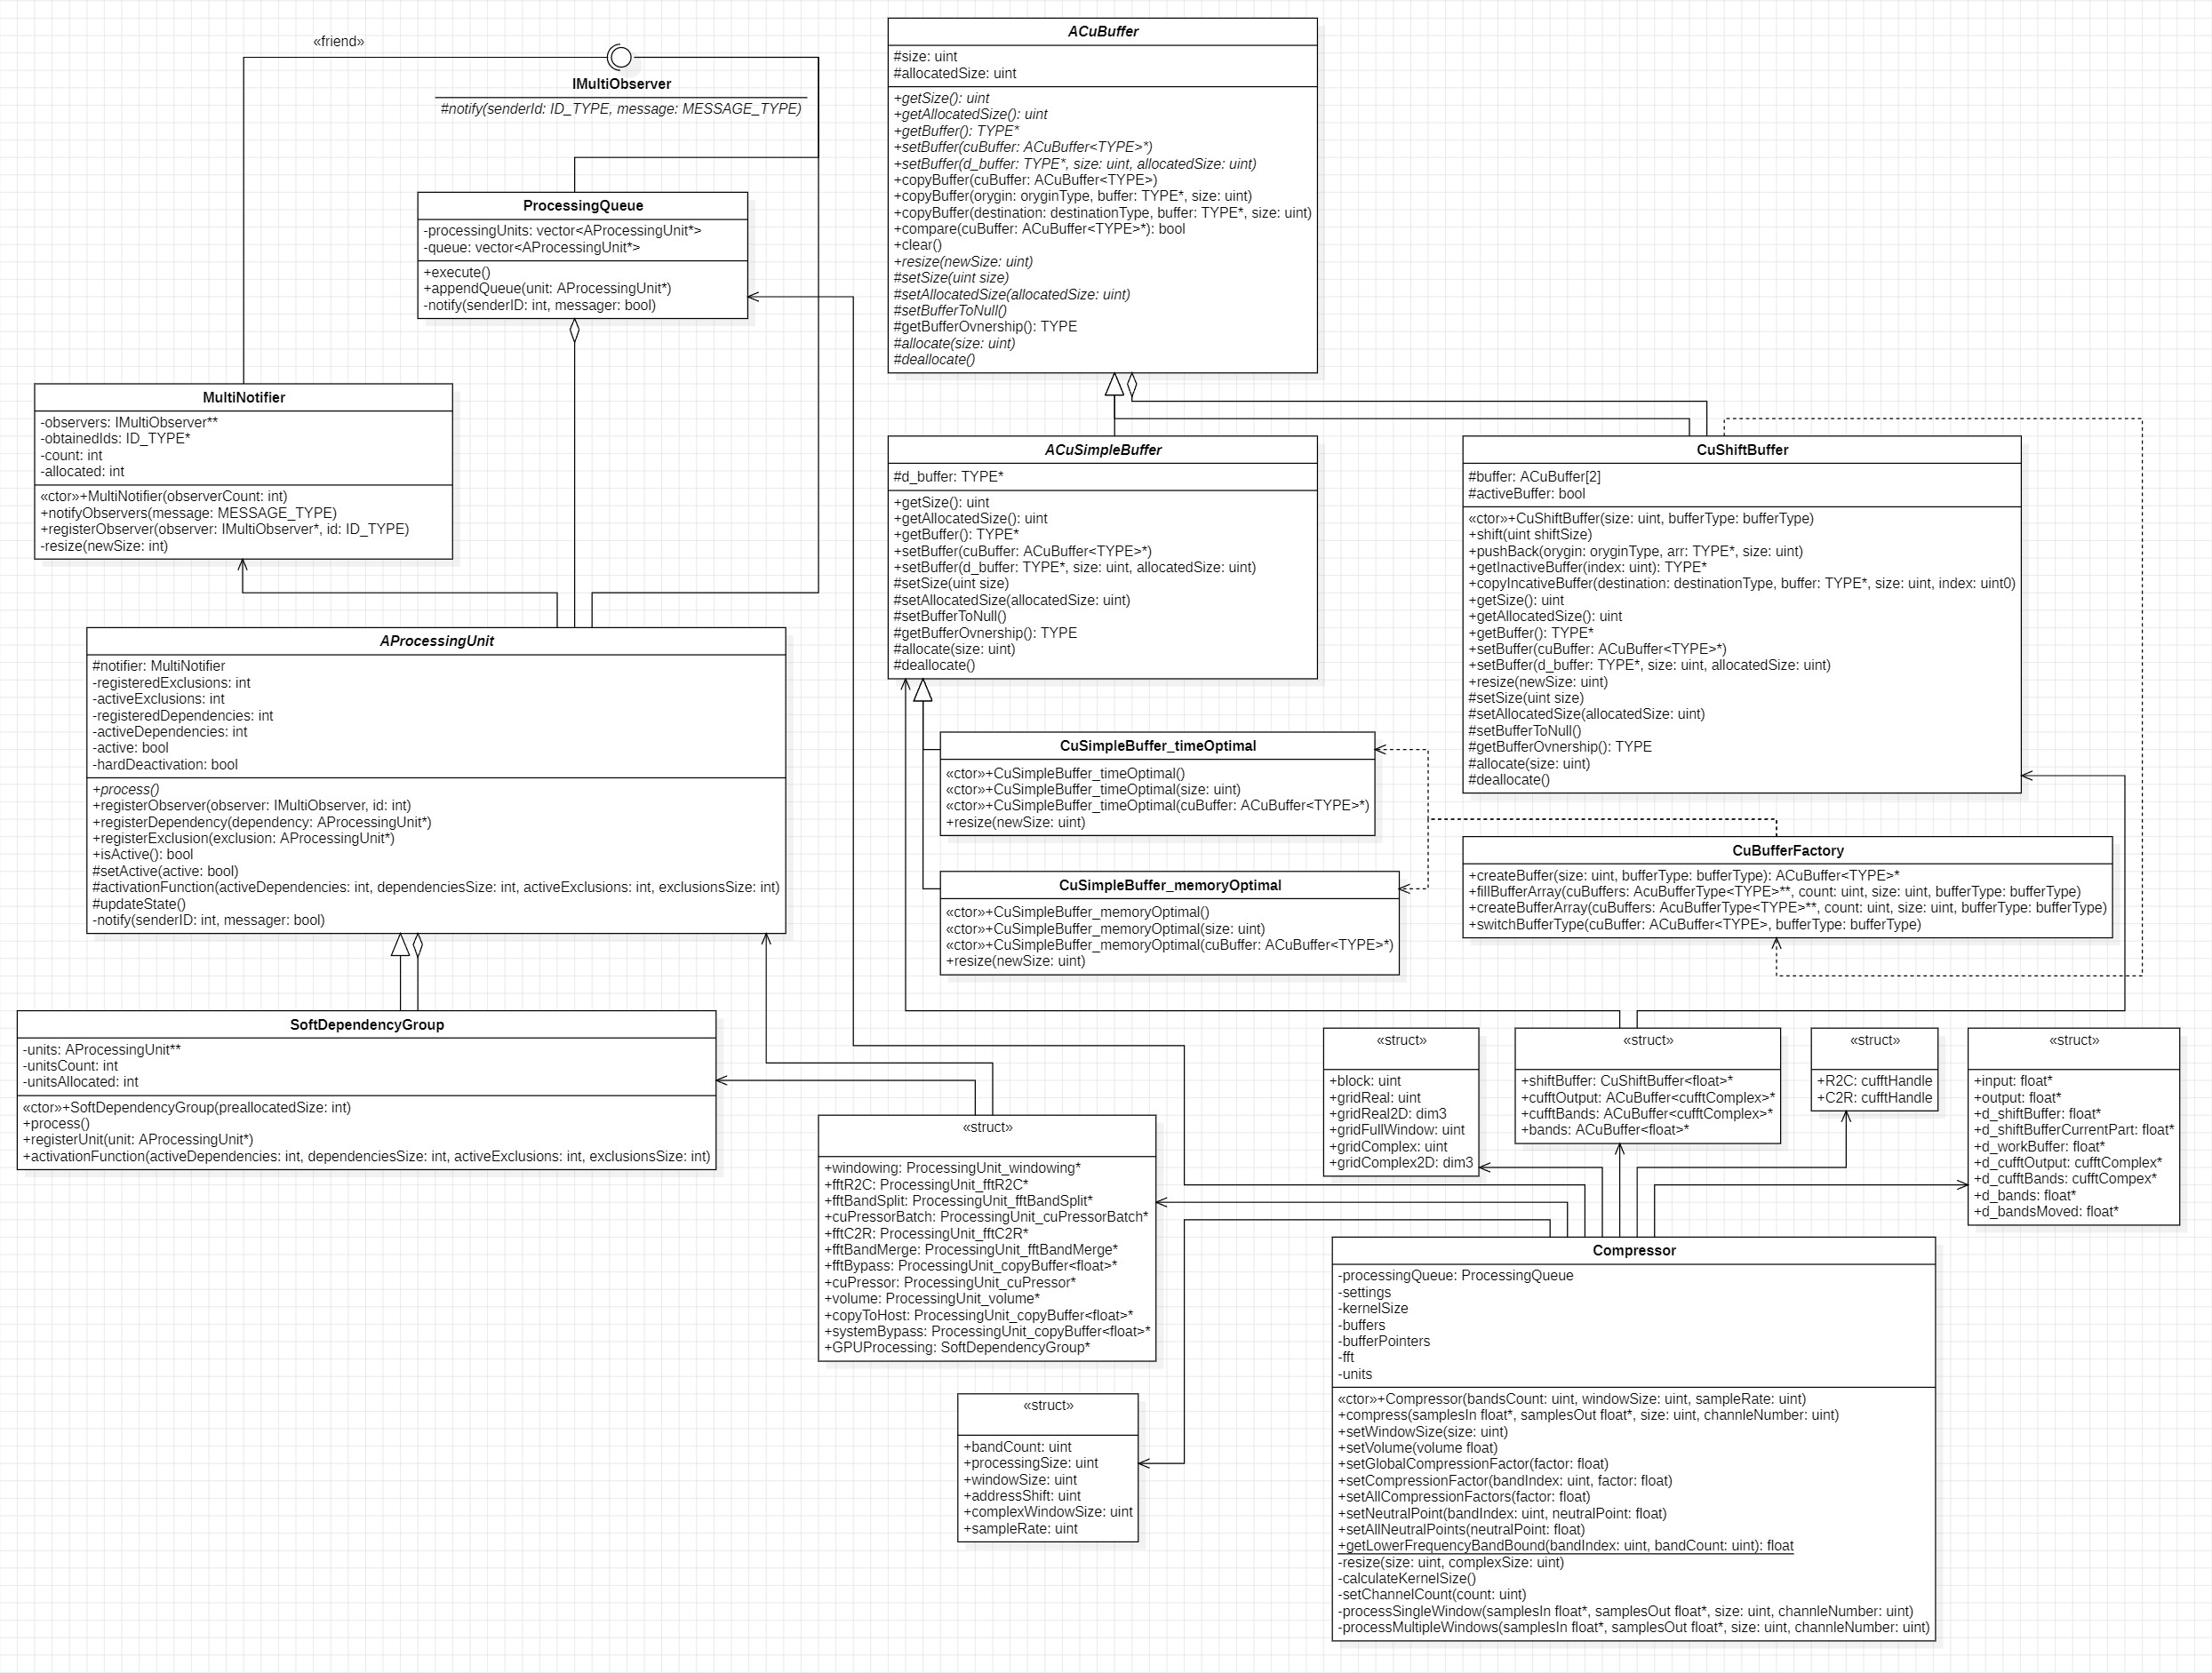 «friend»
IMultiObserver
#notify(senderId: ID_TYPE, message: MESSAGE_TYPE)
ProcessingQueue
-processingUnits: vector<AProcessingUnit*>
-queue: vector<AProcessingUnit*>
+execute()
+appendQueue(unit: AProcessingUnit*)
-notify(senderID: int, messager: bool)
MultiNotifier
-observers: IMultiObserver**
-obtainedIds: ID_TYPE*
-count: int
-allocated: int
«ctor»+MultiNotifier(observerCount: int)
+notifyObservers(message: MESSAGE_TYPE)
+registerObserver(observer: IMultiObserver*, id: ID_TYPE)
-resize(newSize: int)
AProcessingUnit
#notifier: MultiNotifier
-registeredExclusions: int
-activeExclusions: int
-registeredDependencies: int
-activeDependencies: int
-active: bool
-hardDeactivation: bool
+process()
+registerObserver(observer: IMultiObserver, id: int)
+registerDependency(dependency: AProcessingUnit*)
+registerExclusion(exclusion: AProcessingUnit*)
+isActive(): bool
#setActive(active: bool)
#activationFunction(activeDependencies: int, dependenciesSize: int, activeExclusions: int, exclusionsSize: int)
#updateState()
-notify(senderID: int, messager: bool)
SoftDependencyGroup
-units: AProcessingUnit**
-unitsCount: int
-unitsAllocated: int
«ctor»+SoftDependencyGroup(preallocatedSize: int)
+process()
+registerUnit(unit: AProcessingUnit*)
+activationFunction(activeDependencies: int, dependenciesSize: int, activeExclusions: int, exclusionsSize: int)
ACuBuffer
#size: uint
#allocatedSize: uint
+getSize(): uint
+getAllocatedSize(): uint
+getBuffer(): TYPE*
+setBuffer(cuBuffer: ACuBuffer<TYPE>*)
+setBuffer(d_buffer: TYPE*, size: uint, allocatedSize: uint)
+copyBuffer(cuBuffer: ACuBuffer<TYPE>)
+copyBuffer(orygin: oryginType, buffer: TYPE*, size: uint)
+copyBuffer(destination: destinationType, buffer: TYPE*, size: uint)
+compare(cuBuffer: ACuBuffer<TYPE>*): bool
+clear()
+resize(newSize: uint)
#setSize(uint size)
#setAllocatedSize(allocatedSize: uint)
#setBufferToNull()
#getBufferOvnership(): TYPE
#allocate(size: uint)
#deallocate()
ACuSimpleBuffer
#d_buffer: TYPE*
+getSize(): uint
+getAllocatedSize(): uint
+getBuffer(): TYPE*
+setBuffer(cuBuffer: ACuBuffer<TYPE>*)
+setBuffer(d_buffer: TYPE*, size: uint, allocatedSize: uint)
#setSize(uint size)
#setAllocatedSize(allocatedSize: uint)
#setBufferToNull()
#getBufferOvnership(): TYPE
#allocate(size: uint)
#deallocate()
CuShiftBuffer
#buffer: ACuBuffer[2]
#activeBuffer: bool
«ctor»+CuShiftBuffer(size: uint, bufferType: bufferType)
+shift(uint shiftSize)
+pushBack(orygin: oryginType, arr: TYPE*, size: uint)
+getInactiveBuffer(index: uint): TYPE*
+copyIncativeBuffer(destination: destinationType, buffer: TYPE*, size: uint, index: uint0)
+getSize(): uint
+getAllocatedSize(): uint
+getBuffer(): TYPE*
+setBuffer(cuBuffer: ACuBuffer<TYPE>*)
+setBuffer(d_buffer: TYPE*, size: uint, allocatedSize: uint)
+resize(newSize: uint)
#setSize(uint size)
#setAllocatedSize(allocatedSize: uint)
#setBufferToNull()
#getBufferOvnership(): TYPE
#allocate(size: uint)
#deallocate()
CuSimpleBuffer_timeOptimal
«ctor»+CuSimpleBuffer_timeOptimal()
«ctor»+CuSimpleBuffer_timeOptimal(size: uint)
«ctor»+CuSimpleBuffer_timeOptimal(cuBuffer: ACuBuffer<TYPE>*)
+resize(newSize: uint)
CuSimpleBuffer_memoryOptimal
«ctor»+CuSimpleBuffer_memoryOptimal()
«ctor»+CuSimpleBuffer_memoryOptimal(size: uint)
«ctor»+CuSimpleBuffer_memoryOptimal(cuBuffer: ACuBuffer<TYPE>*)
+resize(newSize: uint)
CuBufferFactory
+createBuffer(size: uint, bufferType: bufferType): ACuBuffer<TYPE>*
+fillBufferArray(cuBuffers: AcuBufferType<TYPE>**, count: uint, size: uint, bufferType: bufferType)
+createBufferArray(cuBuffers: AcuBufferType<TYPE>**, count: uint, size: uint, bufferType: bufferType)
+switchBufferType(cuBuffer: ACuBuffer<TYPE>, bufferType: bufferType)
«struct»
+block: uint
+gridReal: uint
+gridReal2D: dim3
+gridFullWindow: uint
+gridComplex: uint
+gridComplex2D: dim3
«struct»
+shiftBuffer: CuShiftBuffer<float>*
+cufftOutput: ACuBuffer<cufftComplex>*
+cufftBands: ACuBuffer<cufftComplex>*
+bands: ACuBuffer<float>*
«struct»
+R2C: cufftHandle
+C2R: cufftHandle
«struct»
+input: float*
+output: float*
+d_shiftBuffer: float*
+d_shiftBufferCurrentPart: float*
+d_workBuffer: float*
+d_cufftOutput: cufftComplex*
+d_cufftBands: cufftCompex*
+d_bands: float*
+d_bandsMoved: float*
«struct»
+windowing: ProcessingUnit_windowing*
+fftR2C: ProcessingUnit_fftR2C*
+fftBandSplit: ProcessingUnit_fftBandSplit*
+cuPressorBatch: ProcessingUnit_cuPressorBatch*
+fftC2R: ProcessingUnit_fftC2R*
+fftBandMerge: ProcessingUnit_fftBandMerge*
+fftBypass: ProcessingUnit_copyBuffer<float>*
+cuPressor: ProcessingUnit_cuPressor*
+volume: ProcessingUnit_volume*
+copyToHost: ProcessingUnit_copyBuffer<float>*
+systemBypass: ProcessingUnit_copyBuffer<float>*
+GPUProcessing: SoftDependencyGroup*
«struct»
+bandCount: uint
+processingSize: uint
+windowSize: uint
+addressShift: uint
+complexWindowSize: uint
+sampleRate: uint
Compressor
-processingQueue: ProcessingQueue
-settings
-kernelSize
-buffers
-bufferPointers
-fft
-units
«ctor»+Compressor(bandsCount: uint, windowSize: uint, sampleRate: uint)
+compress(samplesIn float*, samplesOut float*, size: uint, channleNumber: uint)
+setWindowSize(size: uint)
+setVolume(volume float)
+setGlobalCompressionFactor(factor: float)
+setCompressionFactor(bandIndex: uint, factor: float)
+setAllCompressionFactors(factor: float)
+setNeutralPoint(bandIndex: uint, neutralPoint: float)
+setAllNeutralPoints(neutralPoint: float)
+getLowerFrequencyBandBound(bandIndex: uint, bandCount: uint): float
-resize(size: uint, complexSize: uint)
-calculateKernelSize()
-setChannelCount(count: uint)
-processSingleWindow(samplesIn float*, samplesOut float*, size: uint, channleNumber: uint)
-processMultipleWindows(samplesIn float*, samplesOut float*, size: uint, channleNumber: uint)